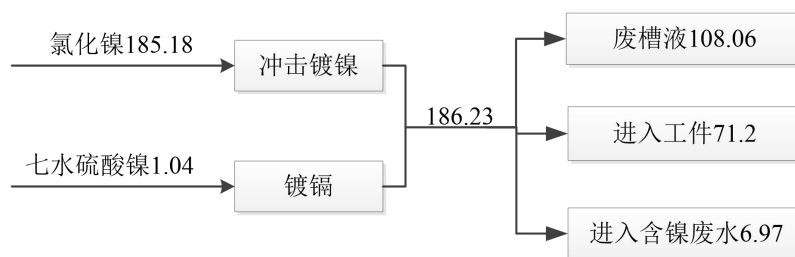 氯化镍185.18
冲击镀镍
七水硫酸镍1.04
镀镉
186.23
废槽液108.06
进入工件71.2
进入含镍废水6.97